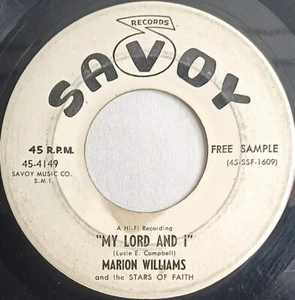 RECORDS
SAVOY
45 R.P.M.
45-4149
SAVOY MUSIC CO.
B.M.I.
FREE SAMPLE
(45-SSF-1609)
A Hi-Fi Recording
"MY LORD AND I"
(Lucie E. Campbell)
MARION WILLIAMS
and the STARS OF FAITH